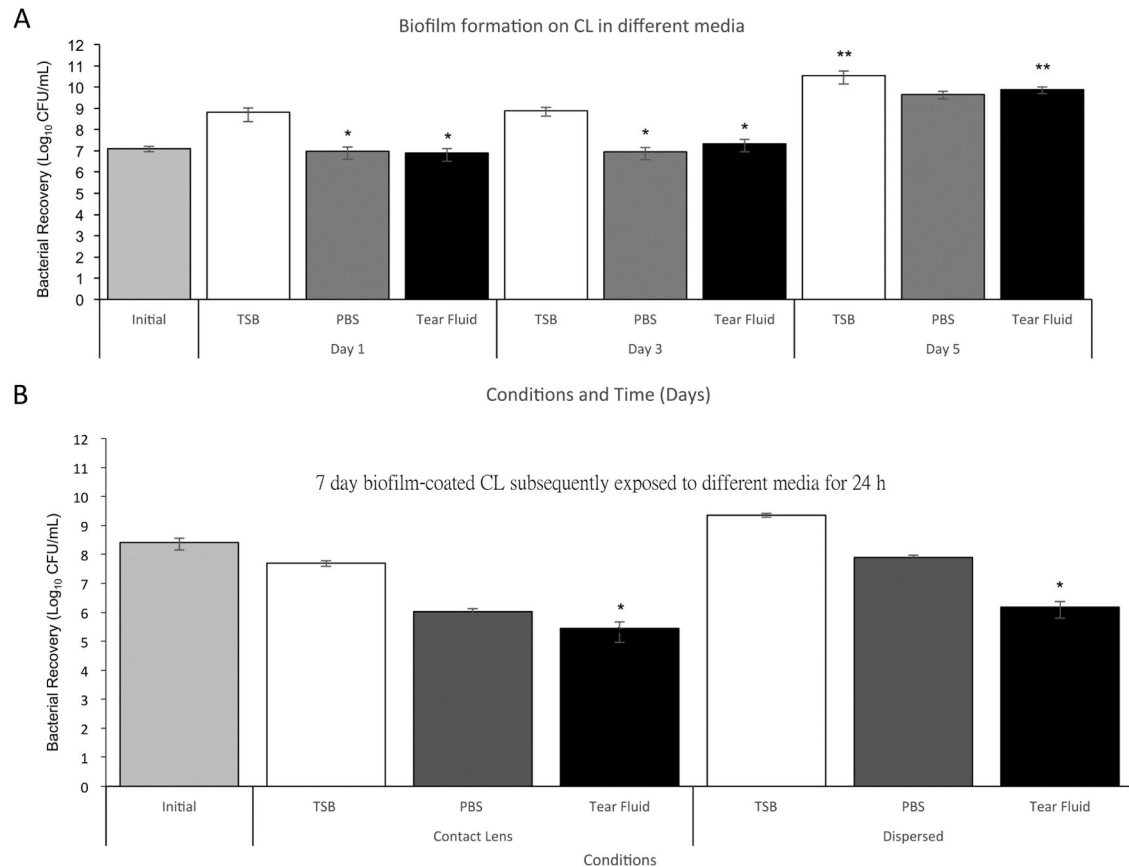 A
Biofilm formation on CL in different media
Bacterial Recovery (Log₁₀ CFU/mL)
12
11
10
9
8
7
6
5
4
3
2
1
0
** **
* * * *
Initial TSB PBS Tear Fluid TSB PBS Tear Fluid TSB PBS Tear Fluid
Day 1 Day 3 Day 5
Conditions and Time (Days)
B
7 day biofilm-coated CL subsequently exposed to different media for 24 h
Bacterial Recovery (Log₁₀ CFU/mL)
12
11
10
9
8
7
6
5
4
3
2
1
0
* *
Initial TSB PBS Tear Fluid TSB PBS Tear Fluid
Contact Lens Dispersed
Conditions